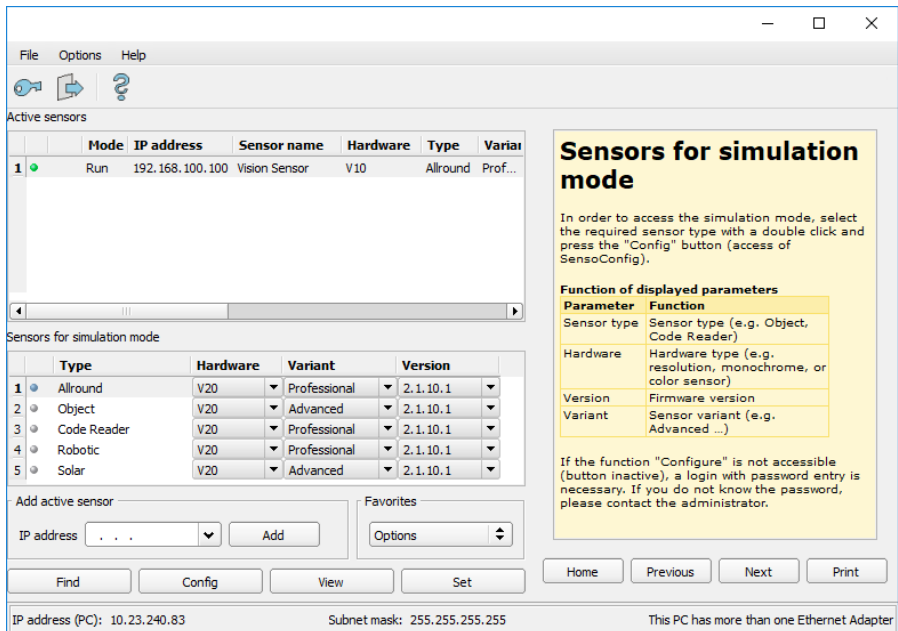 File Options Help
Active sensors
Mode IP address Sensor name Hardware Type Varian
1 Run 192.168.100.100 Vision Sensor V10 Allround Prof...
Sensors for simulation mode
Type Hardware Variant Version
1 Allround V20 Professional 2.1.10.1
2 Object V20 Advanced 2.1.10.1
3 Code Reader V20 Professional 2.1.10.1
4 Robotic V20 Professional 2.1.10.1
5 Solar V20 Advanced 2.1.10.1
Add active sensor
IP address . . . Add
Favorites
Options
Find Config View Set
Sensors for simulation
mode
In order to access the simulation mode, select
the required sensor type with a double click and
press the "Config" button (access of
SensoConfig).
Function of displayed parameters
Parameter Function
Sensor type Sensor type (e.g. Object,
Code Reader)
Hardware Hardware type (e.g.
resolution, monochrome, or
color sensor)
Version Firmware version
Variant Sensor variant (e.g.
Advanced ...)
If the function "Configure" is not accessible
(button inactive), a login with password entry is
necessary. If you do not know the password,
please contact the administrator.
Home Previous Next Print
IP address (PC): 10.23.240.83 Subnet mask: 255.255.255.255 This PC has more than one Ethernet Adapter